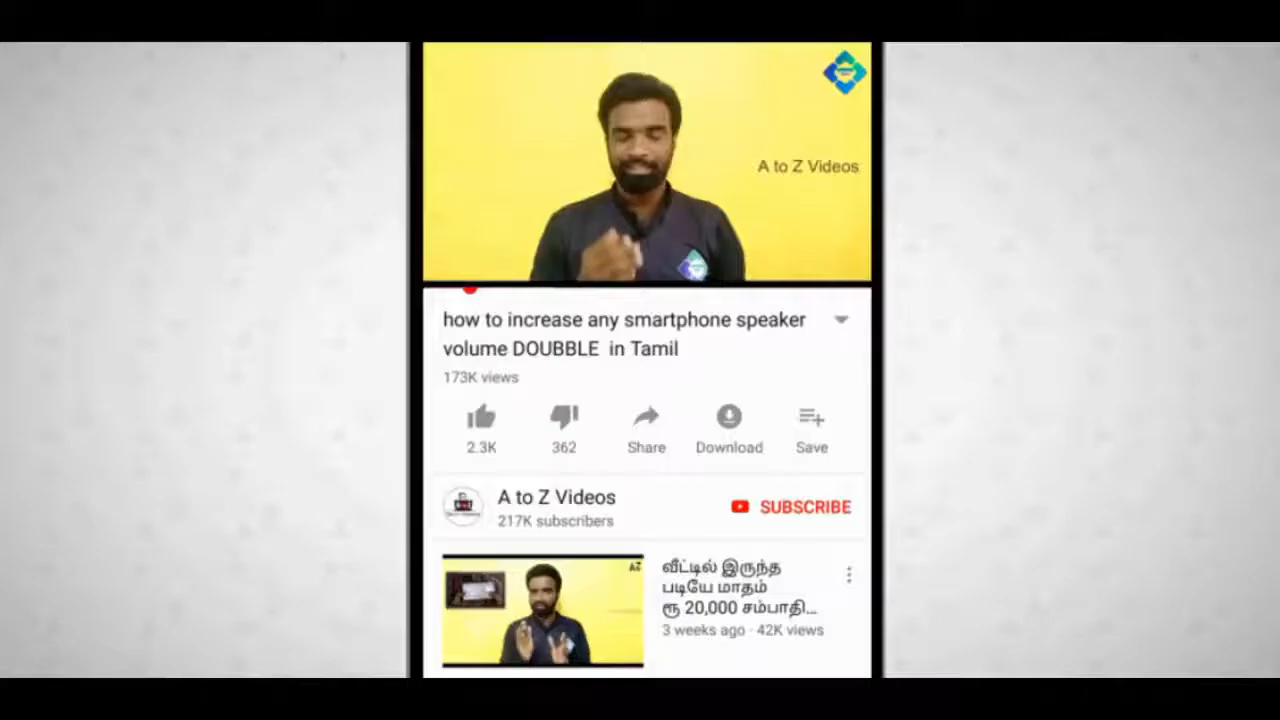 A to Z Videos
how to increase any smartphone speaker
volume DOUBBLE in Tamil
173K views
2.3K
362
Share
Download
Save
A to Z Videos
217K subscribers
SUBSCRIBE
AZ
வீட்டில் இருந்த
படியே மாதம்
ரூ 20,000 சம்பாதி...
3 weeks ago · 42K views